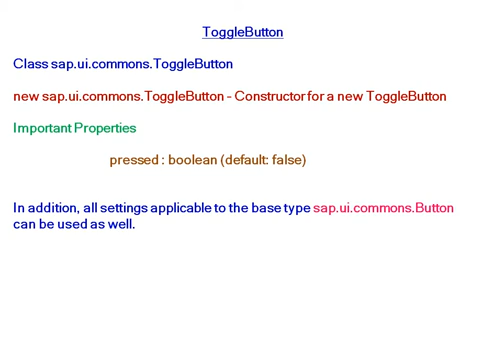 ToggleButton
Class sap.ui.commons.ToggleButton
new sap.ui.commons.ToggleButton – Constructor for a new ToggleButton
Important Properties
pressed : boolean (default: false)
In addition, all settings applicable to the base type sap.ui.commons.Button
can be used as well.